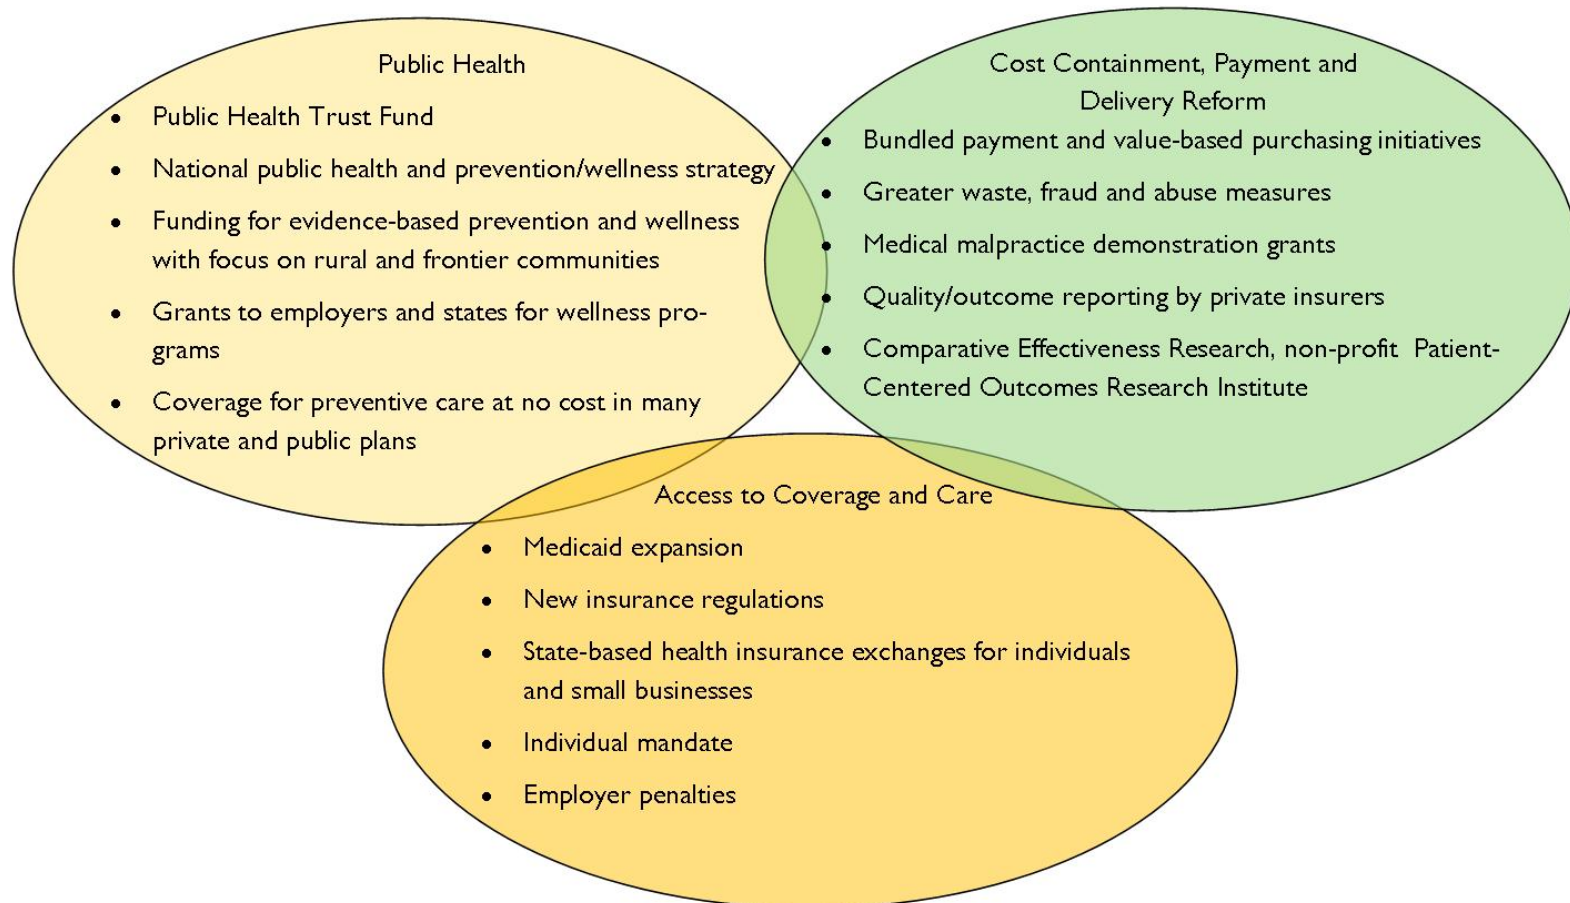 Public Health
• Public Health Trust Fund
• National public health and prevention/wellness strategy
• Funding for evidence-based prevention and wellness
with focus on rural and frontier communities
• Grants to employers and states for wellness pro-
grams
• Coverage for preventive care at no cost in many
private and public plans
Cost Containment, Payment and
Delivery Reform
• Bundled payment and value-based purchasing initiatives
• Greater waste, fraud and abuse measures
• Medical malpractice demonstration grants
• Quality/outcome reporting by private insurers
• Comparative Effectiveness Research, non-profit Patient-
Centered Outcomes Research Institute
Access to Coverage and Care
• Medicaid expansion
• New insurance regulations
• State-based health insurance exchanges for individuals
and small businesses
• Individual mandate
• Employer penalties